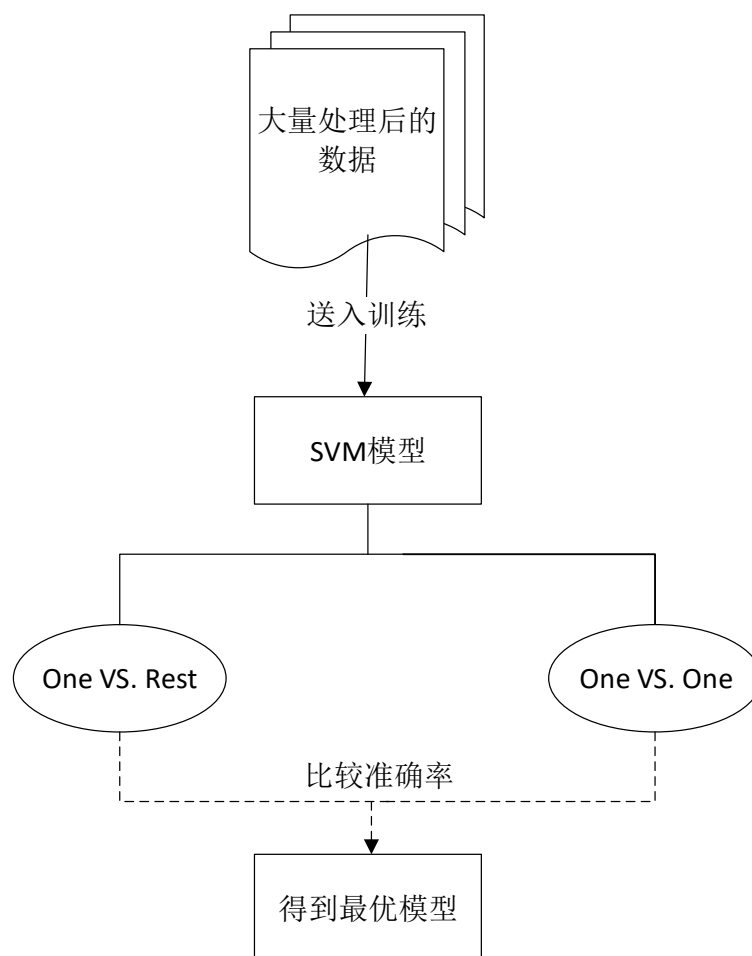 大量处理后的
数据
送入训练
SVM模型
One VS. Rest
One VS. One
比较准确率
得到最优模型